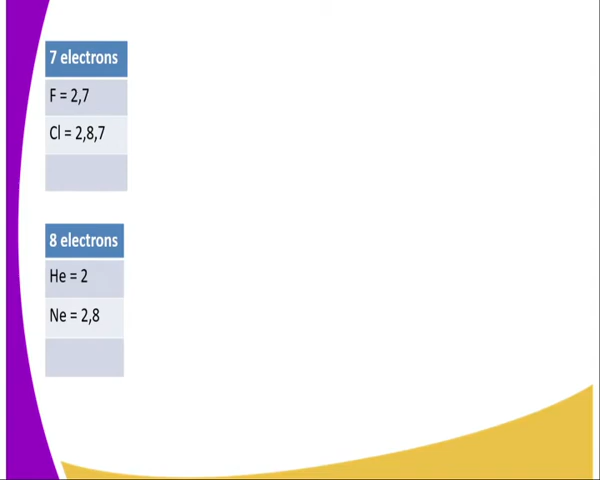 7 electrons
F = 2,7
Cl = 2,8,7
8 electrons
He = 2
Ne = 2,8